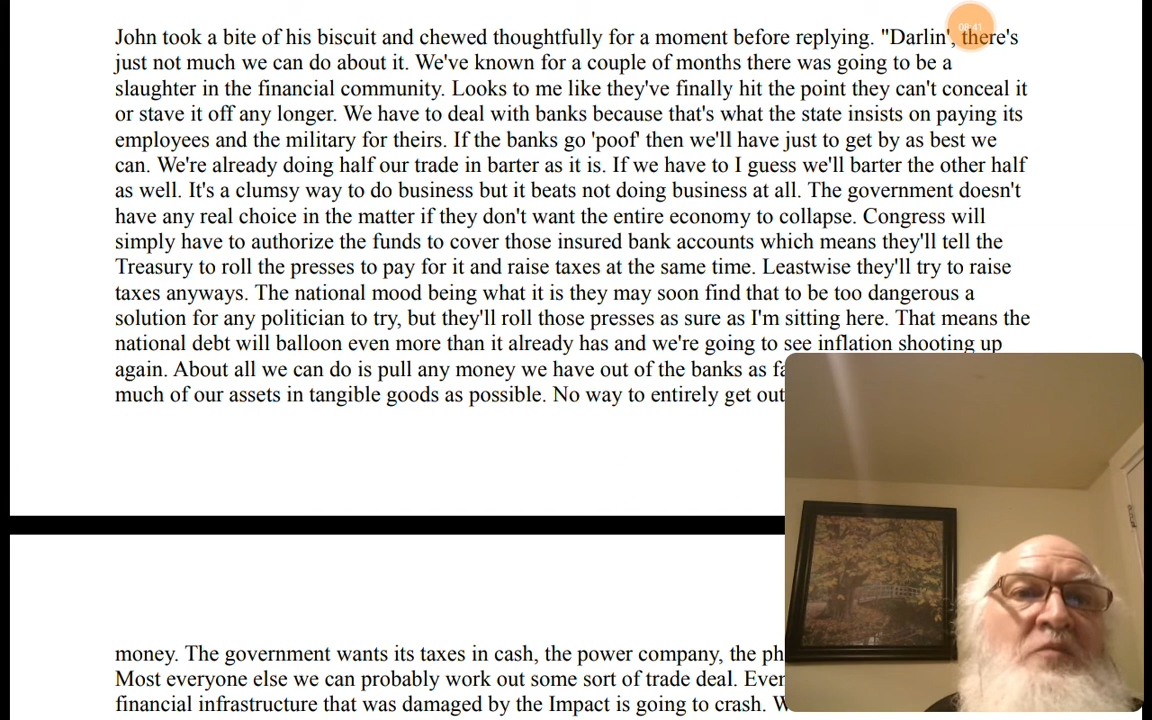 08:41
John took a bite of his biscuit and chewed thoughtfully for a moment before replying. "Darlin', there's
just not much we can do about it. We've known for a couple of months there was going to be a
slaughter in the financial community. Looks to me like they've finally hit the point they can't conceal it
or stave it off any longer. We have to deal with banks because that's what the state insists on paying its
employees and the military for theirs. If the banks go 'poof' then we'll have just to get by as best we
can. We're already doing half our trade in barter as it is. If we have to I guess we'll barter the other half
as well. It's a clumsy way to do business but it beats not doing business at all. The government doesn't
have any real choice in the matter if they don't want the entire economy to collapse. Congress will
simply have to authorize the funds to cover those insured bank accounts which means they'll tell the
Treasury to roll the presses to pay for it and raise taxes at the same time. Leastwise they'll try to raise
taxes anyways. The national mood being what it is they may soon find that to be too dangerous a
solution for any politician to try, but they'll roll those presses as sure as I'm sitting here. That means the
national debt will balloon even more than it already has and we're going to see inflation shooting up
again. About all we can do is pull any money we have out of the banks as
much of our assets in tangible goods as possible. No way to entirely get out
money. The government wants its taxes in cash, the power company, the
Most everyone else we can probably work out some sort of trade deal.
financial infrastructure that was damaged by the Impact is going to crash.